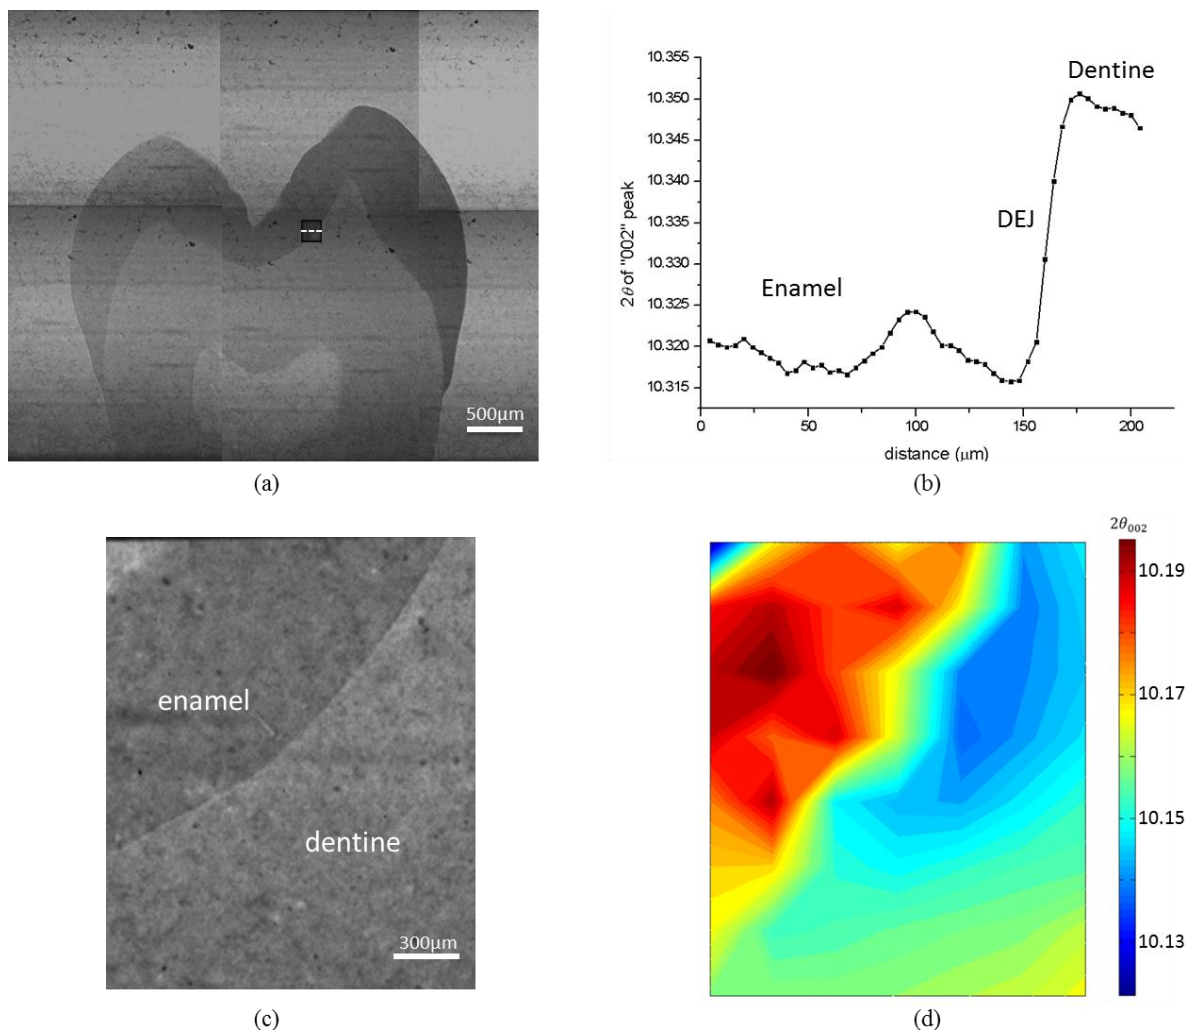 500μm
(a)
10.355
10.350
10.345
10.340
10.335
10.330
10.325
10.320
10.315
2θ of "002" peak
Dentine
DEJ
Enamel
0 50 100 150 200
distance (μm)
(b)
enamel
dentine
300μm
(c)
2θ002
10.19
10.17
10.15
10.13
(d)